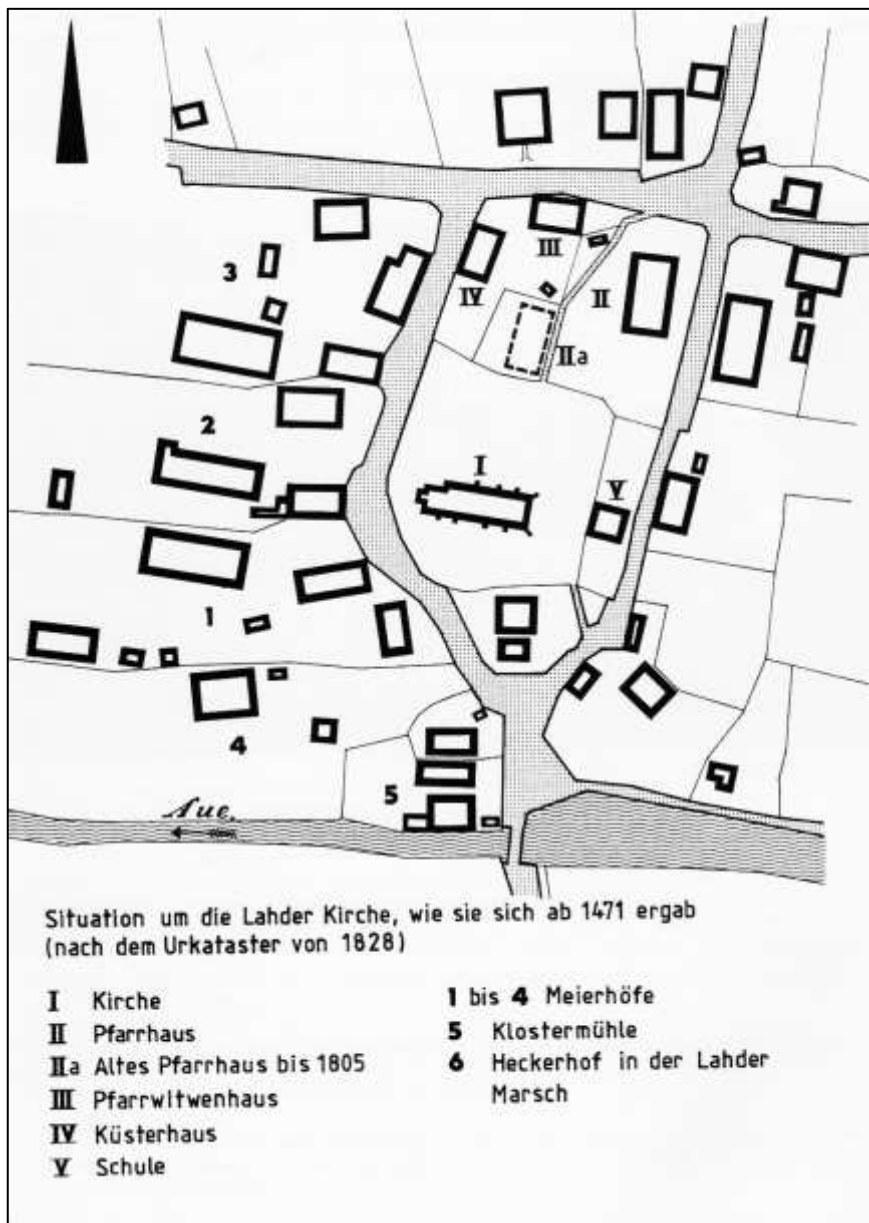 3
III
IV
II
IIa
2
I
V
1
4
5
Aue.
Situation um die Lahder Kirche, wie sie sich ab 1471 ergab
(nach dem Urkataster von 1828)
I Kirche
II Pfarrhaus
IIa Altes Pfarrhaus bis 1805
III Pfarrwitwenhaus
IV Küsterhaus
V Schule
1 bis 4 Meierhöfe
5 Klostermühle
6 Heckerhof in der Lahder
Marsch